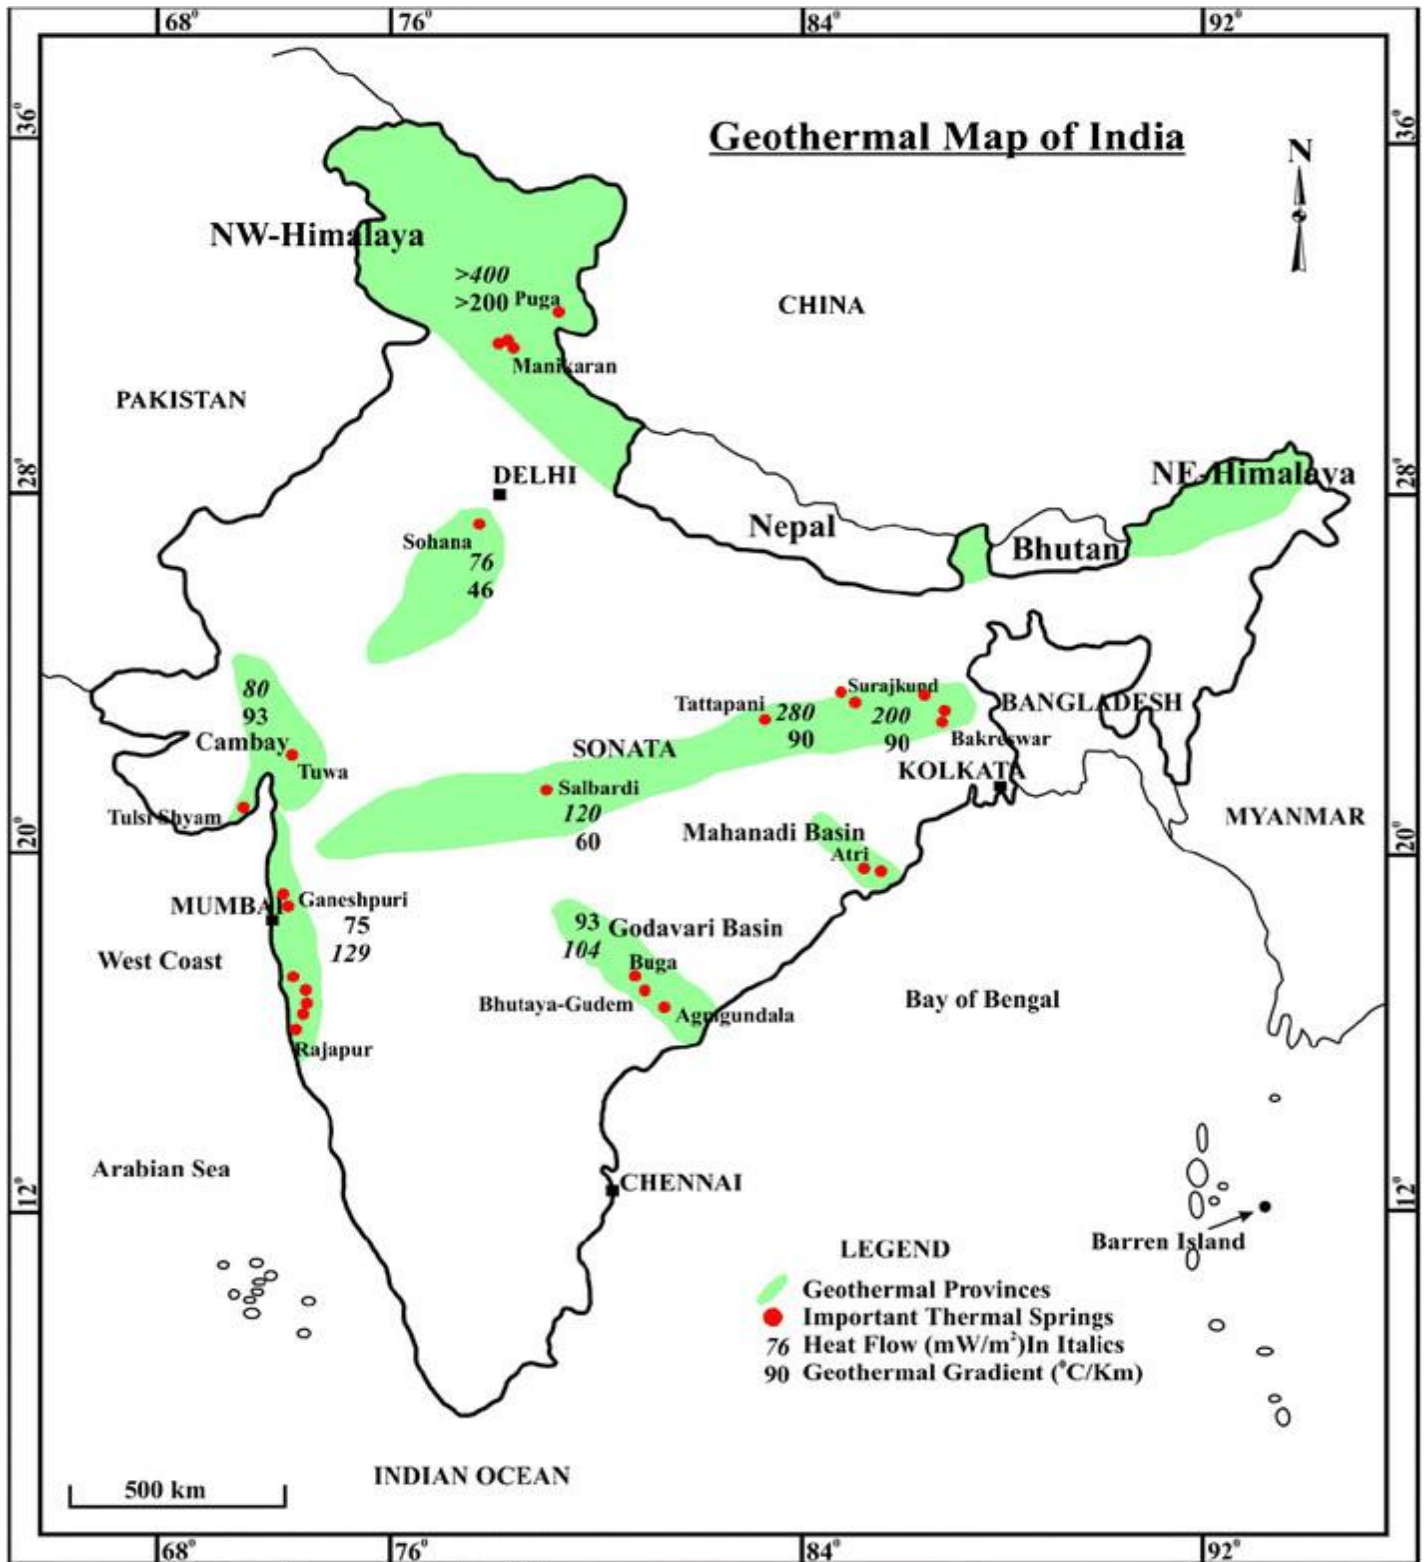 68°
76°
84°
92°
36°
36°
Geothermal Map of India
N
NW-Himalaya
>400
>200 Puga
CHINA
Manikaran
PAKISTAN
DELHI
NE-Himalaya
28°
28°
Nepal
Bhutan
Sohana
76
46
80
93
Cambay
Tuwa
Tulsi Shyam
Tattapani
Surajkund
280
90
200
90
BANGLADESH
Bakreswar
SONATA
KOLKATA
Salbardi
120
60
Mahanadi Basin
Atri
MYANMAR
20°
20°
MUMBAI
Ganeshpuri
75
129
West Coast
93
104
Godavari Basin
Buga
Bhutaya-Gudem
Agnigundala
Rajapur
Bay of Bengal
Arabian Sea
CHENNAI
12°
12°
Barren Island
LEGEND
Geothermal Provinces
Important Thermal Springs
76 Heat Flow (mW/m²)In Italics
90 Geothermal Gradient (°C/Km)
INDIAN OCEAN
500 km
68°
76°
84°
92°